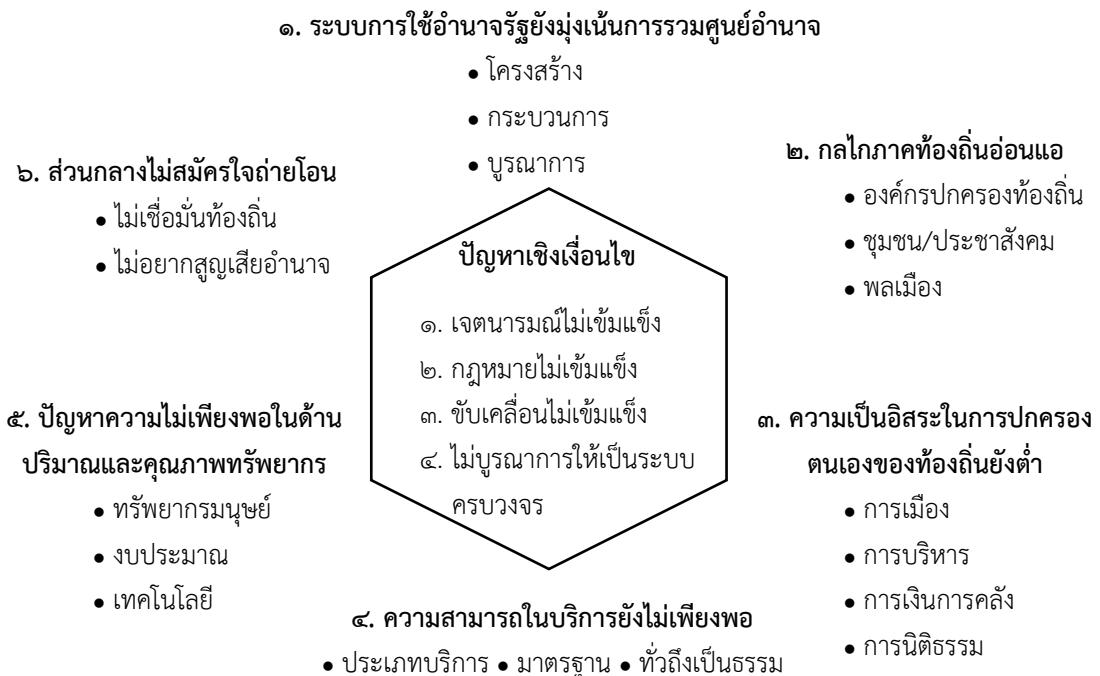 ๑. ระบบการใช้อำนาจรัฐยังมุ่งเน้นการรวมศูนย์อำนาจ
• โครงสร้าง
• กระบวนการ
• บูรณาการ
๒. กลไกภาคท้องถิ่นอ่อนแอ
• องค์กรปกครองท้องถิ่น
• ชุมชน/ประชาสังคม
• พลเมือง
๓. ความเป็นอิสระในการปกครอง
ตนเองของท้องถิ่นยังต่ำ
• การเมือง
• การบริหาร
• การเงินการคลัง
• การนิติธรรม
๔. ความสามารถในบริการยังไม่เพียงพอ
• ประเภทบริการ • มาตรฐาน • ทั่วถึงเป็นธรรม
๕. ปัญหาความไม่เพียงพอในด้าน
ปริมาณและคุณภาพทรัพยากร
• ทรัพยากรมนุษย์
• งบประมาณ
• เทคโนโลยี
๖. ส่วนกลางไม่สมัครใจถ่ายโอน
• ไม่เชื่อมั่นท้องถิ่น
• ไม่อยากสูญเสียอำนาจ
ปัญหาเชิงเงื่อนไข
๑. เจตนารมณ์ไม่เข้มแข็ง
๒. กฎหมายไม่เข้มแข็ง
๓. ขับเคลื่อนไม่เข้มแข็ง
๔. ไม่บูรณาการให้เป็นระบบ
ครบวงจร